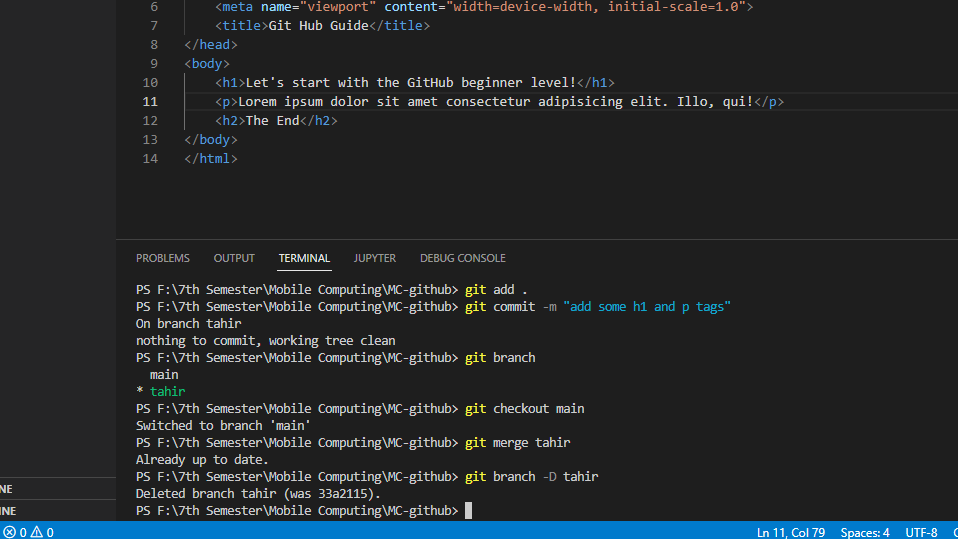 6 <meta name="viewport" content="width=device-width, initial-scale=1.0">
7 <title>Git Hub Guide</title>
8 </head>
9 <body>
10 <h1>Let's start with the GitHub beginner level!</h1>
11 <p>Lorem ipsum dolor sit amet consectetur adipisicing elit. Illo, qui!</p>
12 <h2>The End</h2>
13 </body>
14 </html>
PROBLEMS OUTPUT TERMINAL JUPYTER DEBUG CONSOLE
PS F:\7th Semester\Mobile Computing\MC-github> git add .
PS F:\7th Semester\Mobile Computing\MC-github> git commit -m "add some h1 and p tags"
On branch tahir
nothing to commit, working tree clean
PS F:\7th Semester\Mobile Computing\MC-github> git branch
main
* tahir
PS F:\7th Semester\Mobile Computing\MC-github> git checkout main
Switched to branch 'main'
PS F:\7th Semester\Mobile Computing\MC-github> git merge tahir
Already up to date.
PS F:\7th Semester\Mobile Computing\MC-github> git branch -D tahir
Deleted branch tahir (was 33a2115).
PS F:\7th Semester\Mobile Computing\MC-github>
NE
INE
0 0 Ln 11, Col 79 Spaces: 4 UTF-8